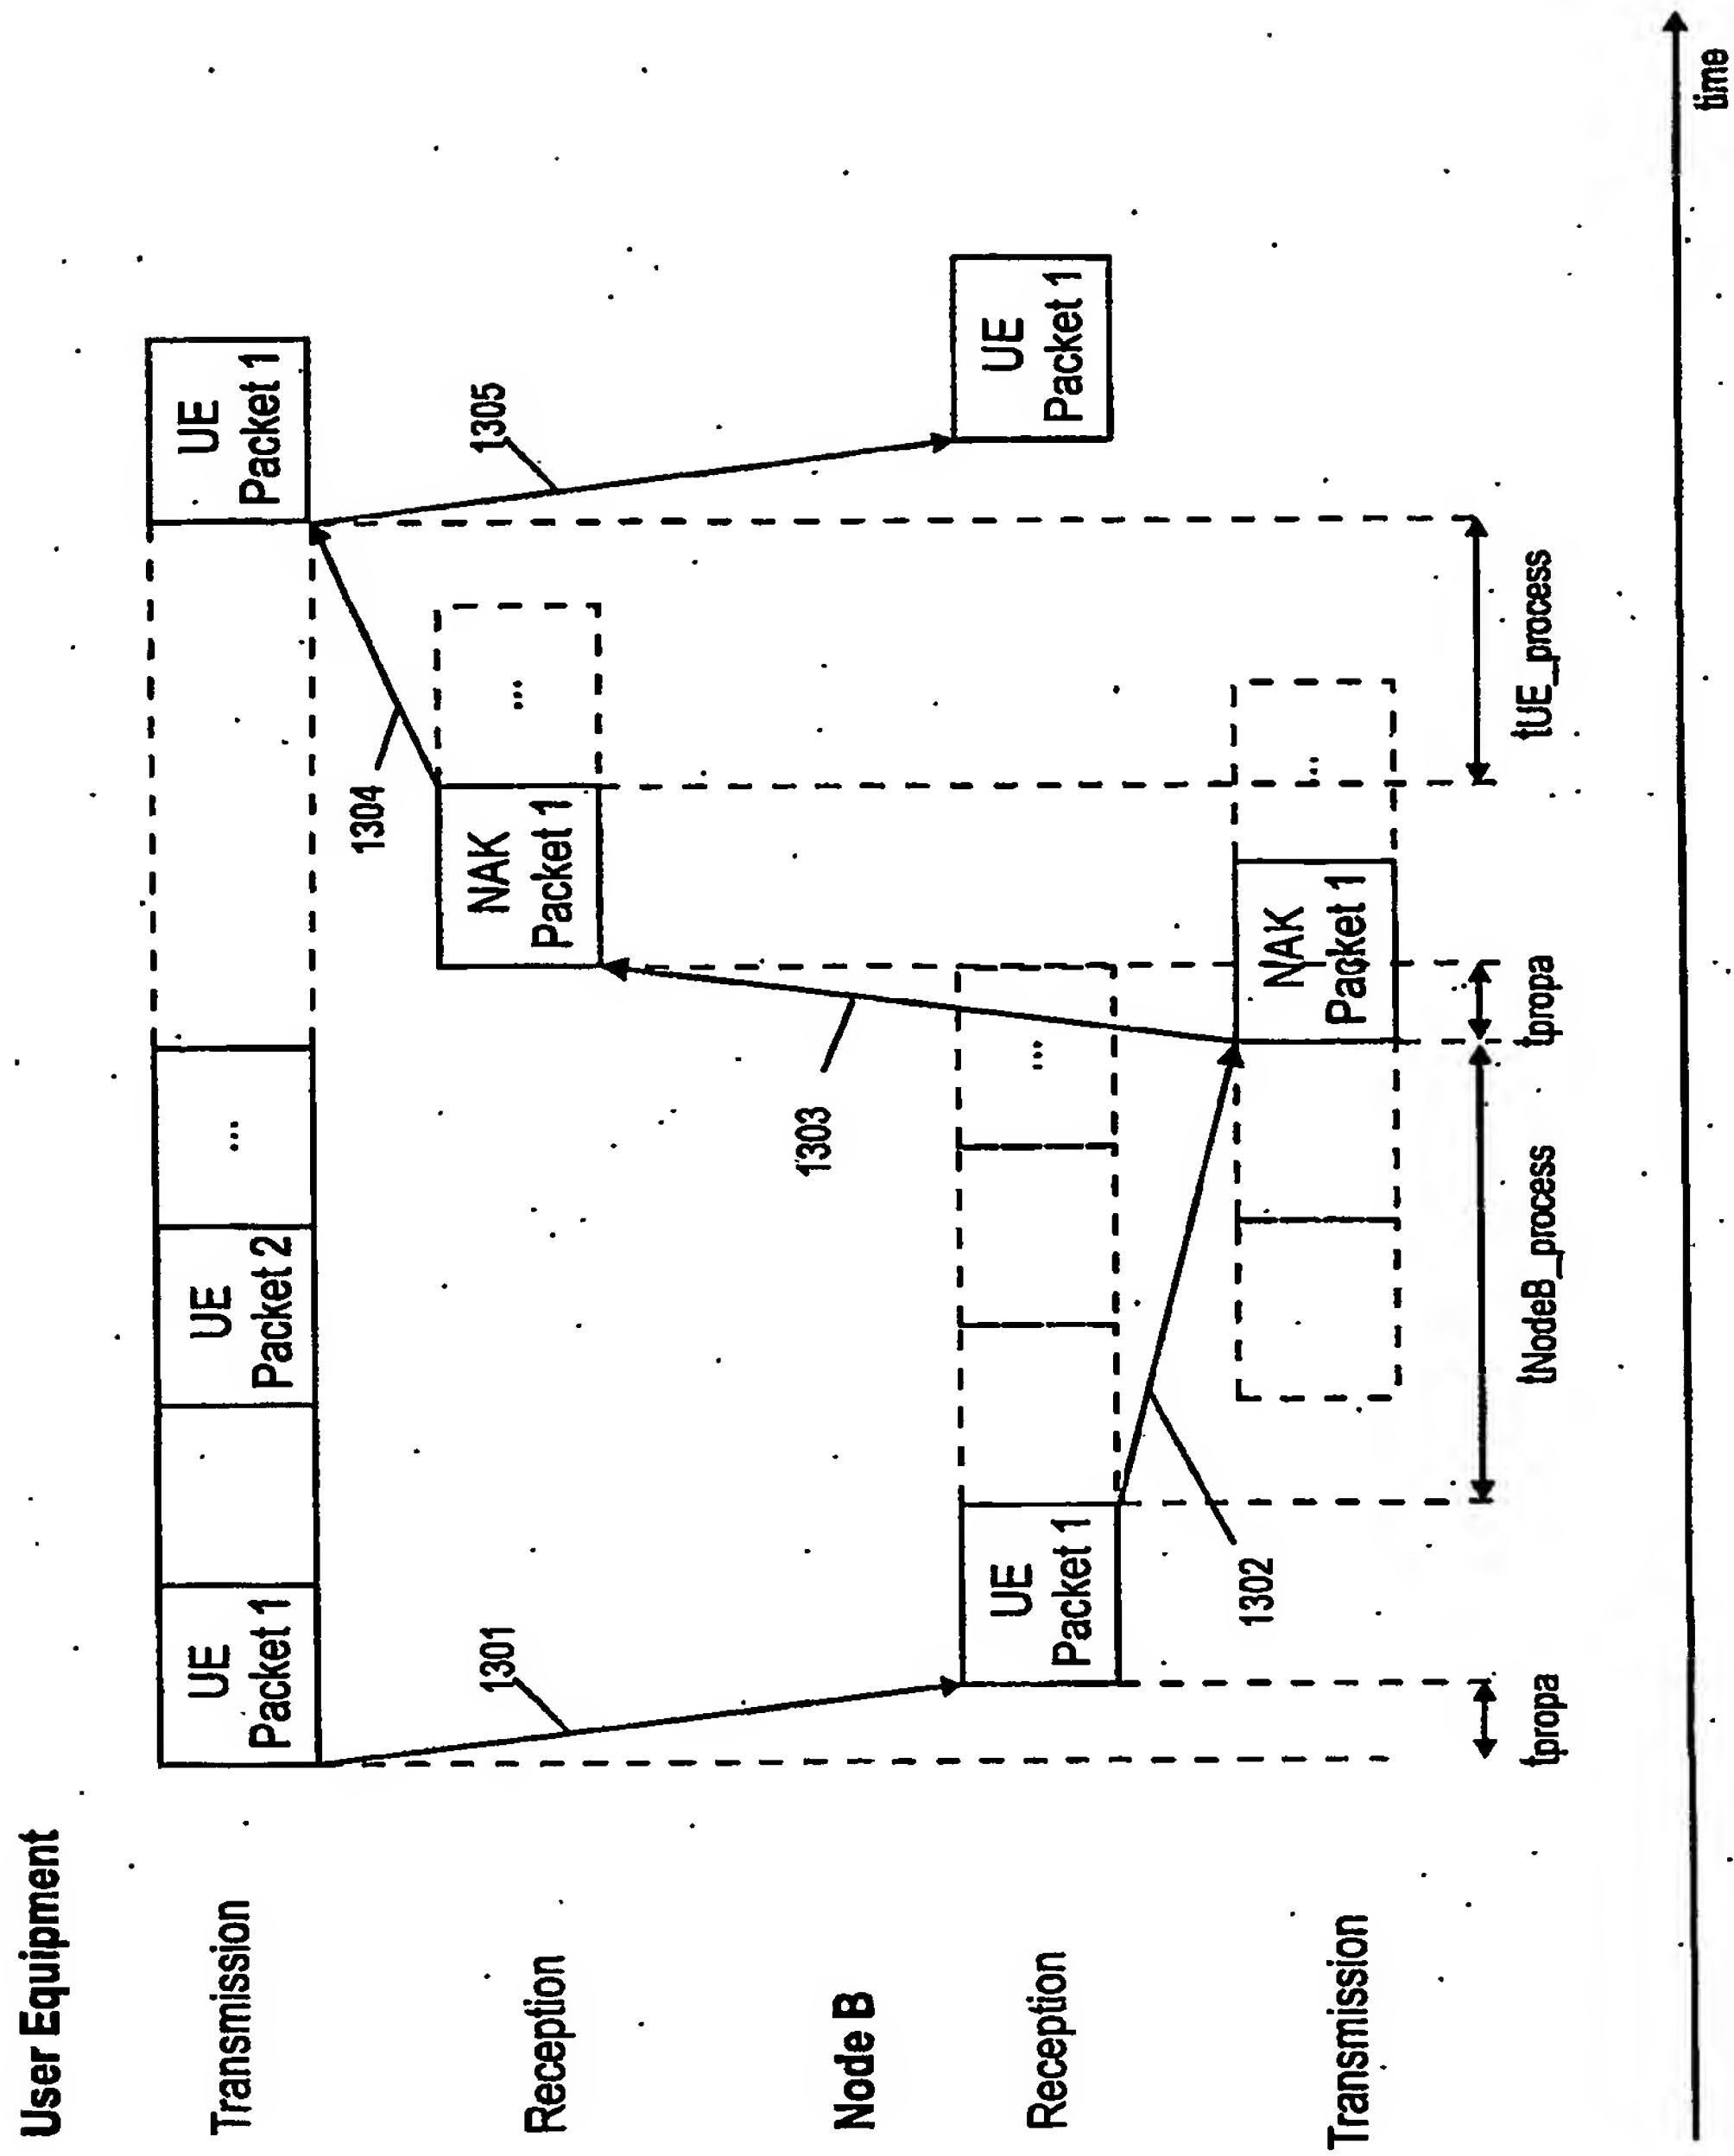 User Equipment
Transmission
UE
Packet 1
UE
Packet 2
...
UE
Packet 1
1301
1304
1305
Reception
NAK
Packet 1
...
1303
Node B
Reception
UE
Packet 1
...
UE
Packet 1
1302
Transmission
NAK
Packet 1
...
tpropa
tNodeB_process
tpropa
tUE_process
time